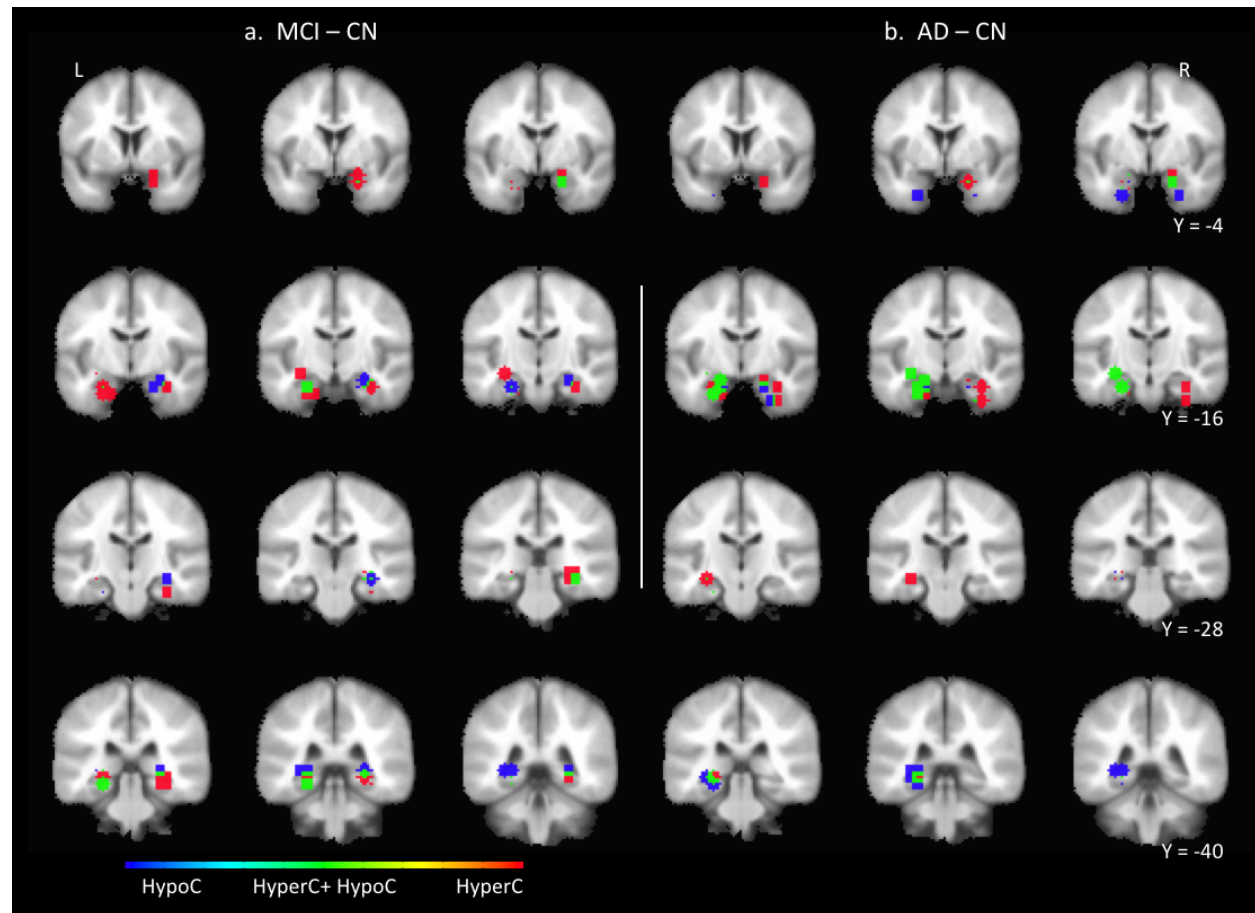 a. MCI – CN
b. AD – CN
L
R
Y = -4
Y = -16
Y = -28
Y = -40
HypoC
HyperC+ HypoC
HyperC